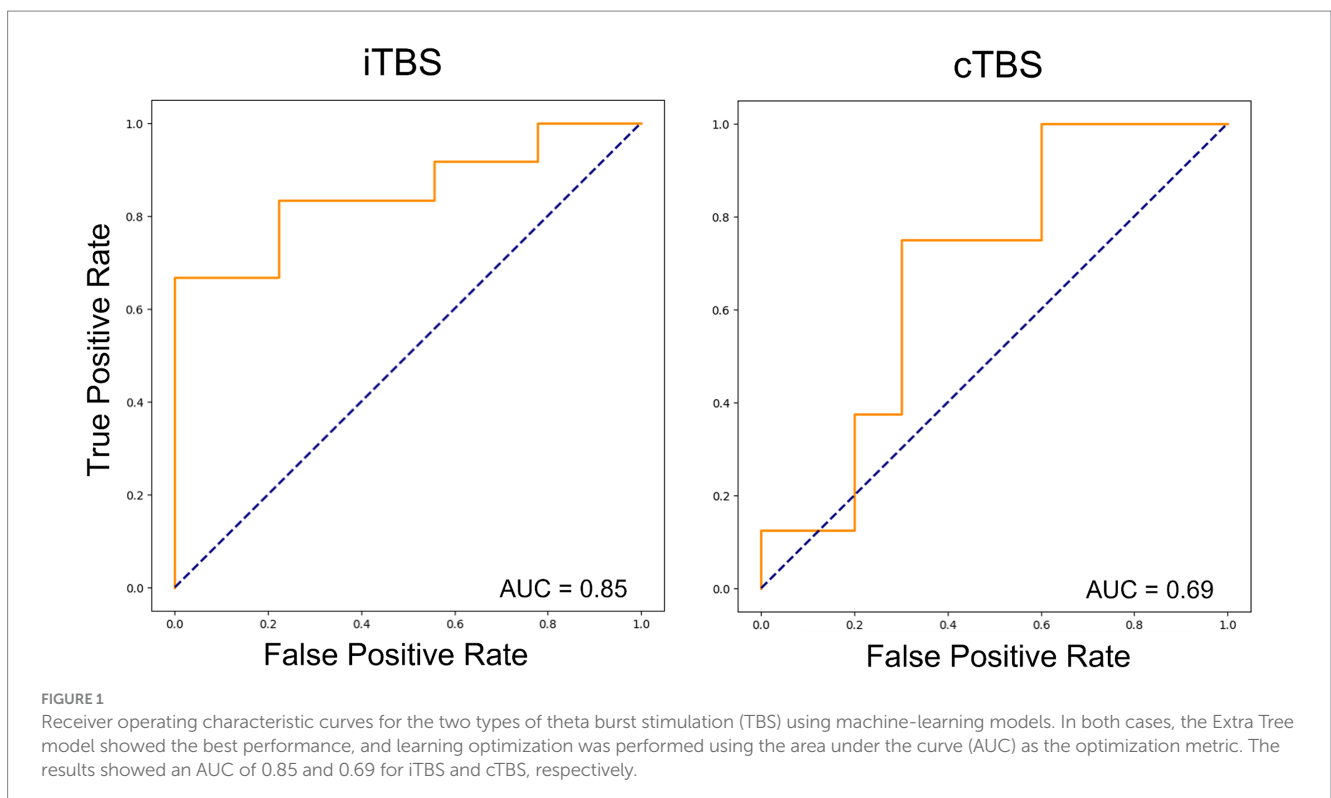 iTBS
cTBS
True Positive Rate
1.0
0.8
0.6
0.4
0.2
0.0
AUC = 0.85
0.0 0.2 0.4 0.6 0.8 1.0
False Positive Rate
1.0
0.8
0.6
0.4
0.2
0.0
AUC = 0.69
0.0 0.2 0.4 0.6 0.8 1.0
False Positive Rate
FIGURE 1
Receiver operating characteristic curves for the two types of theta burst stimulation (TBS) using machine-learning models. In both cases, the Extra Tree
model showed the best performance, and learning optimization was performed using the area under the curve (AUC) as the optimization metric. The
results showed an AUC of 0.85 and 0.69 for iTBS and cTBS, respectively.